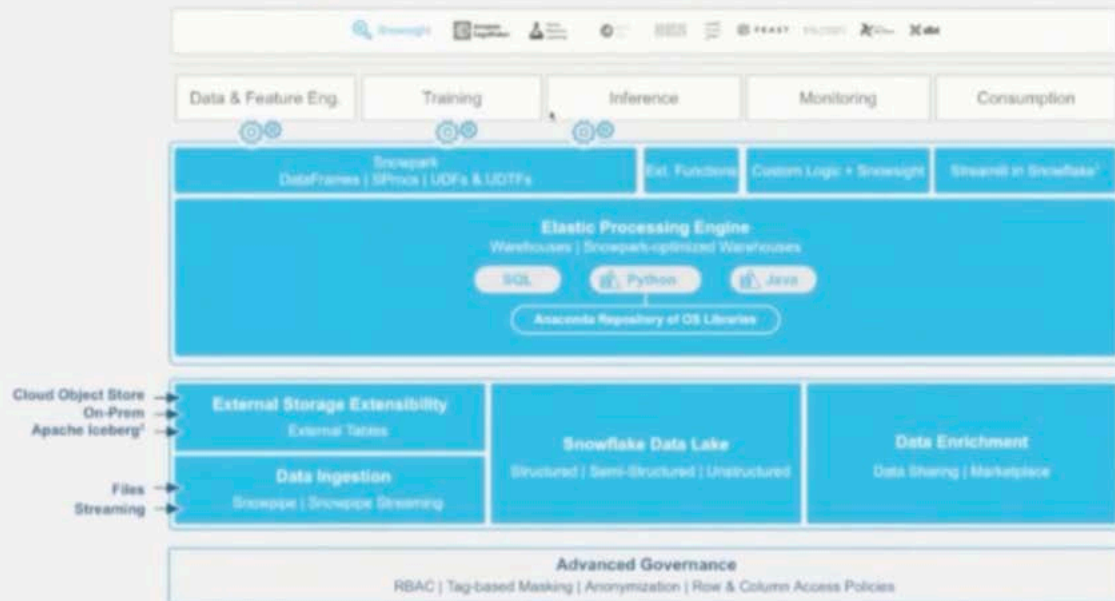 Snowsight
FEAST
dbt
Data & Feature Eng.
Training
Inference
Monitoring
Consumption
Snowpark
DataFrames | SProcs | UDFs & UDTFs
Ext. Functions
Custom Logic + Snowsight
Streamlit in Snowflake¹
Elastic Processing Engine
Warehouses | Snowpark-optimized Warehouses
SQL
Python
Java
Anaconda Repository of OS Libraries
Cloud Object Store
On-Prem
Apache Iceberg
External Storage Extensibility
External Tables
Files
Streaming
Data Ingestion
Snowpipe | Snowpipe Streaming
Snowflake Data Lake
Structured | Semi-Structured | Unstructured
Data Enrichment
Data Sharing | Marketplace
Advanced Governance
RBAC | Tag-based Masking | Anonymization | Row & Column Access Policies